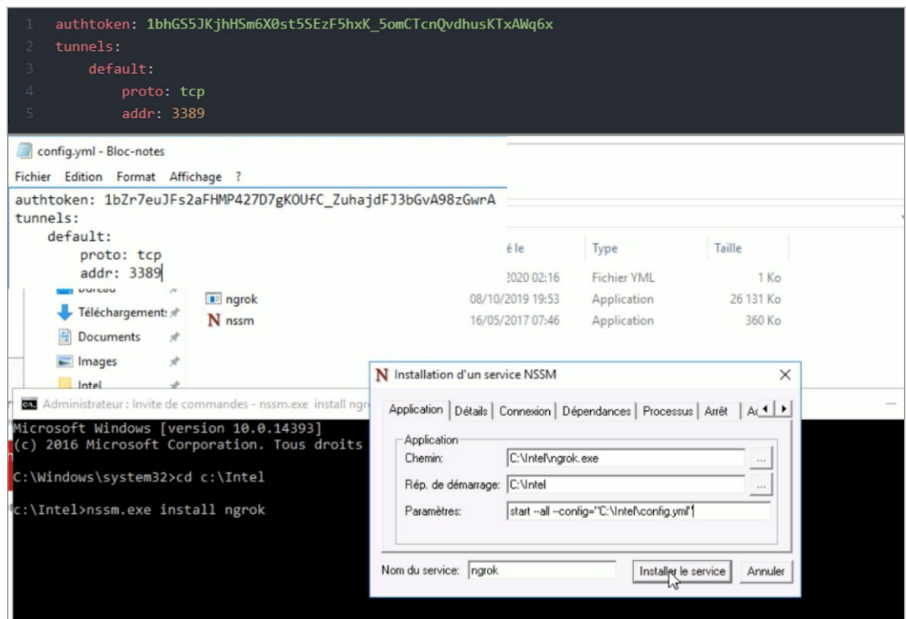 1 authtoken: 1bhGS5JKjhHSm6X0st5SEzF5hxK_5omCTcnQvdhusKTxAWq6x
2 tunnels:
3 default:
4 proto: tcp
5 addr: 3389
config.yml - Bloc-notes
Fichier Edition Format Affichage ?
authtoken: 1bZr7euJFs2aFHMP427D7gKOUfC_ZuhajdFJ3bGvA98zGwrA
tunnels:
default:
proto: tcp
addr: 3389
é le Type Taille
2020 02:16 Fichier YML 1 Ko
Bureau
ngrok 08/10/2019 19:53 Application 26 131 Ko
Téléchargement:
N nssm 16/05/2017 07:46 Application 360 Ko
Documents
Images
Intel
Administrateur : Invite de commandes - nssm.exe install ngr
Microsoft Windows [version 10.0.14393]
(c) 2016 Microsoft Corporation. Tous droits
C:\Windows\system32>cd c:\Intel
c:\Intel>nssm.exe install ngrok
N Installation d'un service NSSM
Application Détails Connexion Dépendances Processus Arrêt
Application
Chemin: C:\Intel\ngrok.exe ...
Rép. de démarrage: C:\Intel ...
Paramètres: start --all --config="C:\Intel\config.yml"
Nom du service: ngrok Installer le service Annuler